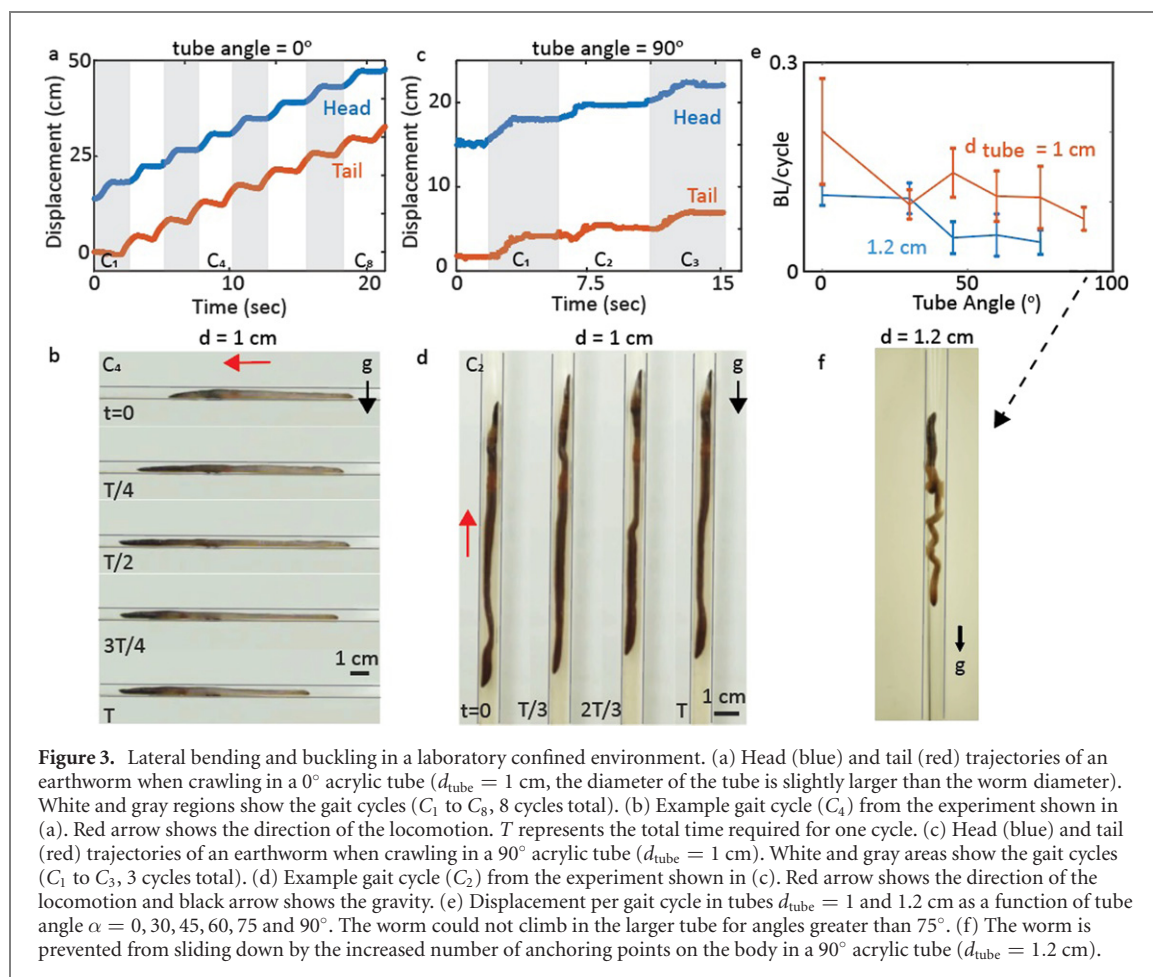 a
tube angle = 0°
50
25
0
Displacement (cm)
Head
Tail
C₁
C₄
C₈
0
10
20
Time (sec)
c
tube angle = 90°
20
10
0
Displacement (cm)
Head
Tail
C₁
C₂
C₃
0
7.5
15
Time (sec)
e
0.3
0
BL/cycle
d tube = 1 cm
1.2 cm
50
100
Tube Angle (°)
b
d = 1 cm
C₄
g
t=0
T/4
T/2
3T/4
1 cm
T
d
d = 1 cm
C₂
g
t=0
T/3
2T/3
T
1 cm
f
d = 1.2 cm
g
Figure 3. Lateral bending and buckling in a laboratory confined environment. (a) Head (blue) and tail (red) trajectories of an
earthworm when crawling in a 0° acrylic tube (d_tube = 1 cm, the diameter of the tube is slightly larger than the worm diameter).
White and gray regions show the gait cycles (C₁ to C₈, 8 cycles total). (b) Example gait cycle (C₄) from the experiment shown in
(a). Red arrow shows the direction of the locomotion. T represents the total time required for one cycle. (c) Head (blue) and tail
(red) trajectories of an earthworm when crawling in a 90° acrylic tube (d_tube = 1 cm). White and gray areas show the gait cycles
(C₁ to C₃, 3 cycles total). (d) Example gait cycle (C₂) from the experiment shown in (c). Red arrow shows the direction of the
locomotion and black arrow shows the gravity. (e) Displacement per gait cycle in tubes d_tube = 1 and 1.2 cm as a function of tube
angle α = 0, 30, 45, 60, 75 and 90°. The worm could not climb in the larger tube for angles greater than 75°. (f) The worm is
prevented from sliding down by the increased number of anchoring points on the body in a 90° acrylic tube (d_tube = 1.2 cm).